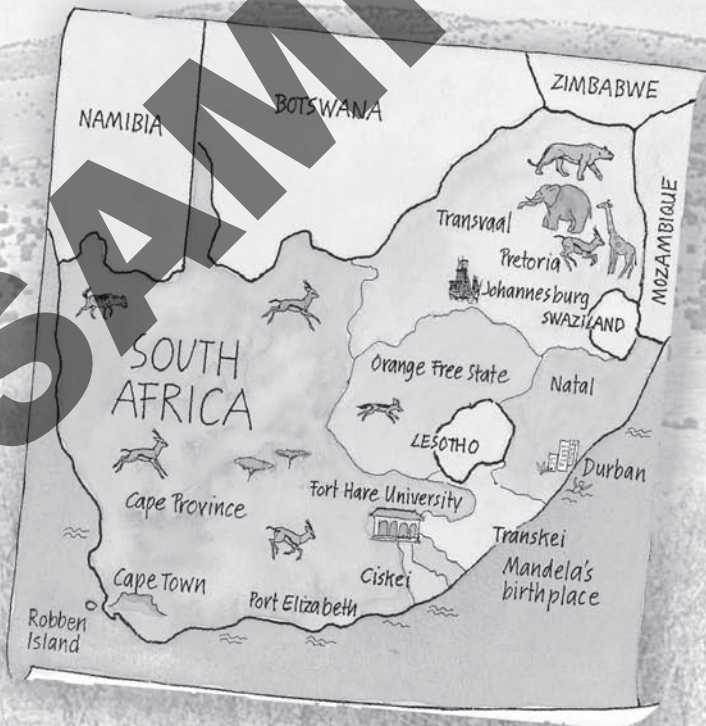 SAM
NAMIBIA
BOTSWANA
ZIMBABWE
MOZAMBIQUE
Transvaal
Pretoria
Johannesburg
SWAZILAND
SOUTH
AFRICA
Orange Free State
Natal
LESOTHO
Durban
Cape Province
Fort Hare University
Transkei
Mandela's
birthplace
Ciskei
Cape Town
Port Elizabeth
Robben
Island